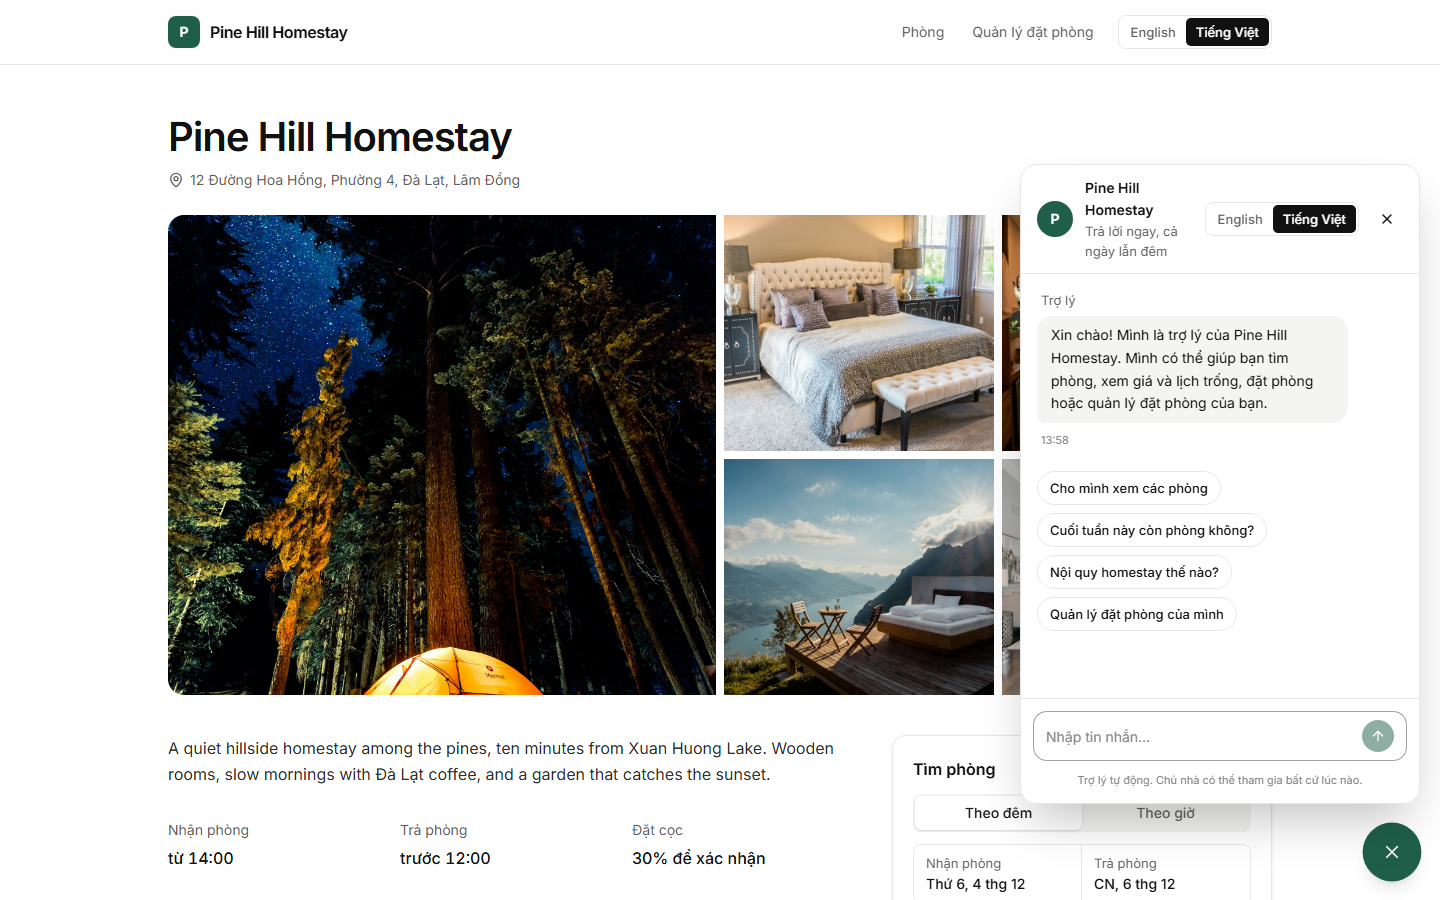 P
Pine Hill Homestay
Phòng
Quản lý đặt phòng
English
Tiếng Việt
Pine Hill Homestay
12 Đường Hoa Hồng, Phường 4, Đà Lạt, Lâm Đồng
A quiet hillside homestay among the pines, ten minutes from Xuan Huong Lake. Wooden
rooms, slow mornings with Đà Lạt coffee, and a garden that catches the sunset.
Nhận phòng
từ 14:00
Trả phòng
trước 12:00
Đặt cọc
30% để xác nhận
Tìm phòng
Theo đêm
Theo giờ
Nhận phòng
Thứ 6, 4 thg 12
Trả phòng
CN, 6 thg 12
P
Pine Hill
Homestay
Trả lời ngay, cả
ngày lẫn đêm
English
Tiếng Việt
Trợ lý
Xin chào! Mình là trợ lý của Pine Hill
Homestay. Mình có thể giúp bạn tìm
phòng, xem giá và lịch trống, đặt phòng
hoặc quản lý đặt phòng của bạn.
13:58
Cho mình xem các phòng
Cuối tuần này còn phòng không?
Nội quy homestay thế nào?
Quản lý đặt phòng của mình
Nhập tin nhắn...
Trợ lý tự động. Chủ nhà có thể tham gia bất cứ lúc nào.